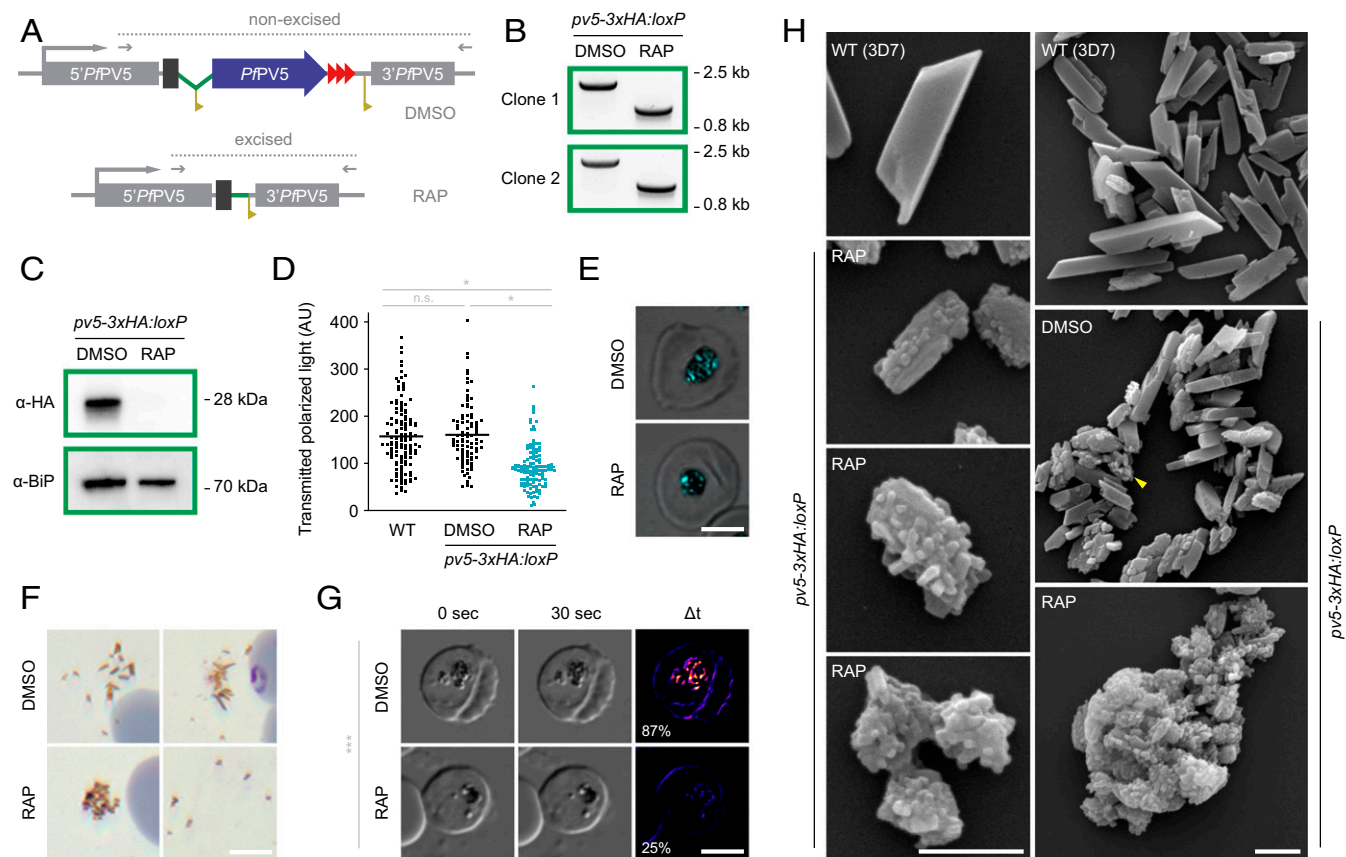 A
non-excised
5'PfPV5
PfPV5
3'PfPV5
DMSO
excised
5'PfPV5
3'PfPV5
RAP
B
pv5-3xHA:loxP
DMSO RAP
Clone 1
- 2.5 kb
- 0.8 kb
Clone 2
- 2.5 kb
- 0.8 kb
C
pv5-3xHA:loxP
DMSO RAP
α-HA
- 28 kDa
α-BiP
- 70 kDa
D
Transmitted polarized light (AU)
400
300
200
100
0
*
n.s.
*
WT
DMSO
RAP
pv5-3xHA:loxP
E
DMSO
RAP
F
DMSO
RAP
G
0 sec
30 sec
Δt
***
DMSO
87%
RAP
25%
H
WT (3D7)
WT (3D7)
RAP
DMSO
RAP
RAP
RAP
pv5-3xHA:loxP
pv5-3xHA:loxP